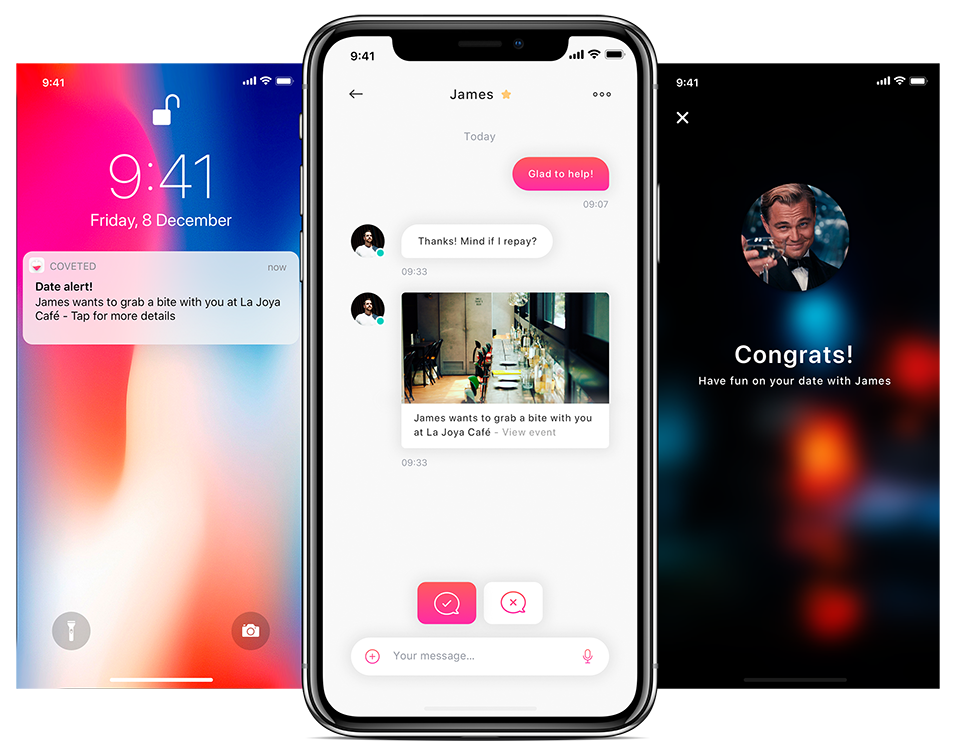 9:41
9:41
Friday, 8 December
COVETED
now
Date alert!
James wants to grab a bite with you at La Joya
Café - Tap for more details
9:41
James
Today
Glad to help!
09:07
Thanks! Mind if I repay?
09:33
James wants to grab a bite with you
at La Joya Café - View event
09:33
Your message...
9:41
Congrats!
Have fun on your date with James